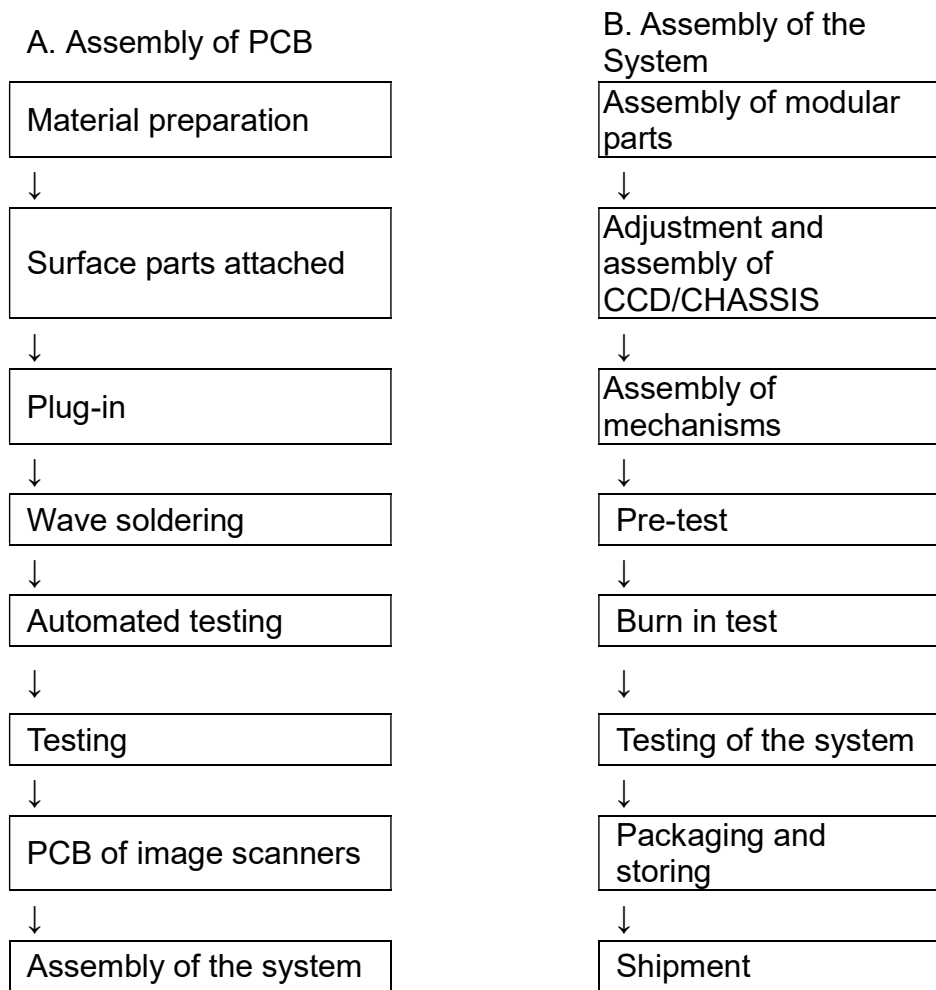 A. Assembly of PCB
Material preparation
↓
Surface parts attached
↓
Plug-in
↓
Wave soldering
↓
Automated testing
↓
Testing
↓
PCB of image scanners
↓
Assembly of the system
B. Assembly of the
System
Assembly of modular
parts
↓
Adjustment and
assembly of
CCD/CHASSIS
↓
Assembly of
mechanisms
↓
Pre-test
↓
Burn in test
↓
Testing of the system
↓
Packaging and
storing
↓
Shipment